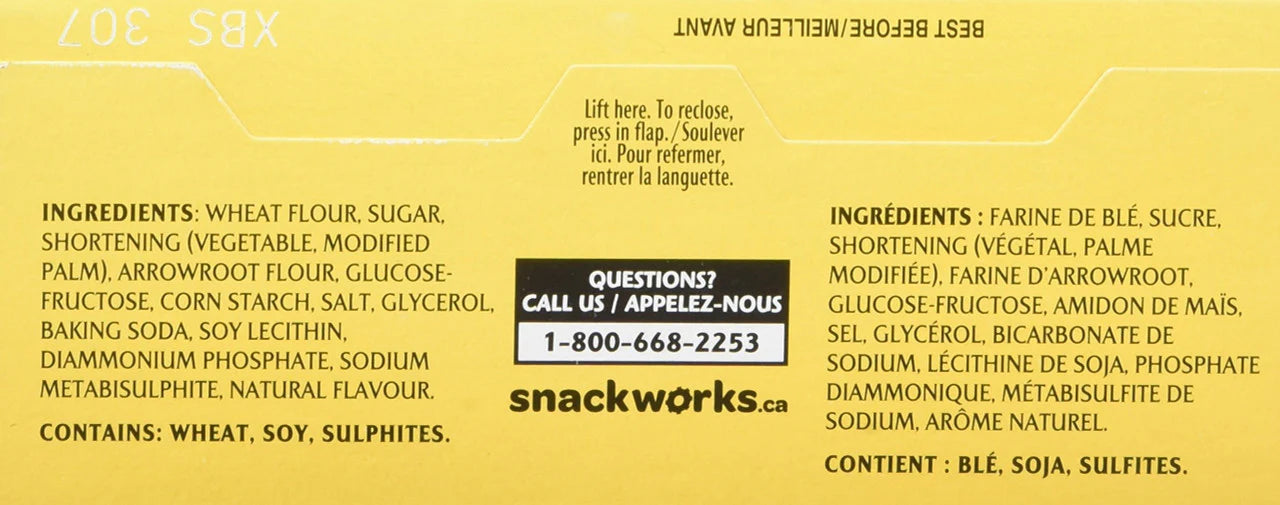 XBS 307
BEST BEFORE/MEILLEUR AVANT
Lift here. To reclose,
press in flap./Soulever
ici. Pour refermer,
rentrer la languette.
INGREDIENTS: WHEAT FLOUR, SUGAR,
SHORTENING (VEGETABLE, MODIFIED
PALM), ARROWROOT FLOUR, GLUCOSE-
FRUCTOSE, CORN STARCH, SALT, GLYCEROL,
BAKING SODA, SOY LECITHIN,
DIAMMONIUM PHOSPHATE, SODIUM
METABISULPHITE, NATURAL FLAVOUR.
CONTAINS: WHEAT, SOY, SULPHITES.
QUESTIONS?
CALL US / APPELEZ-NOUS
1-800-668-2253
snackworks.ca
INGRÉDIENTS : FARINE DE BLÉ, SUCRE,
SHORTENING (VÉGÉTAL, PALME
MODIFIÉE), FARINE D'ARROWROOT,
GLUCOSE-FRUCTOSE, AMIDON DE MAÏS,
SEL, GLYCÉROL, BICARBONATE DE
SODIUM, LÉCITHINE DE SOJA, PHOSPHATE
DIAMMONIQUE, MÉTABISULFITE DE
SODIUM, ARÔME NATUREL.
CONTIENT : BLÉ, SOJA, SULFITES.